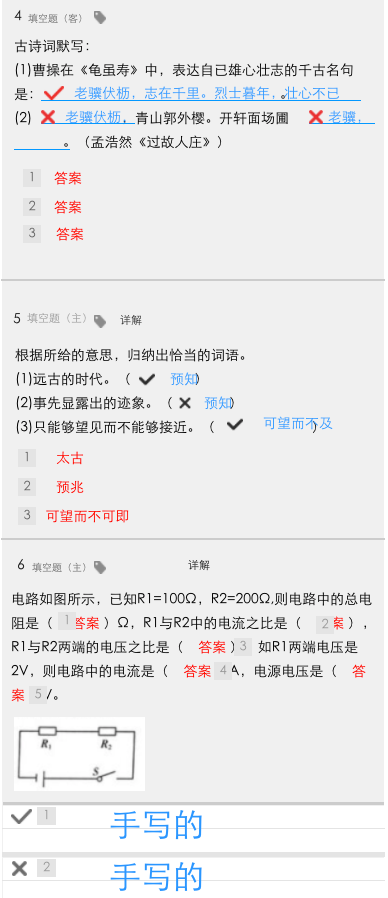 4 填空题（客）
古诗词默写：
(1)曹操在《龟虽寿》中，表达自己雄心壮志的千古名句
是： 老骥伏枥，志在千里。烈士暮年，。壮心不已
(2) 老骥伏枥，青山郭外樱。开轩面场圃 老骥，
。（孟浩然《过故人庄》）
1 答案
2 答案
3 答案
5 填空题（主） 详解
根据所给的意思，归纳出恰当的词语。
(1)远古的时代。（ 预知）
(2)事先显露出的迹象。（ 预知）
(3)只能够望见而不能够接近。（ 可望而不及）
1 太古
2 预兆
3 可望而不可即
6 填空题（主） 详解
电路如图所示，已知R1=100Ω，R2=200Ω,则电路中的总电
阻是（ 1 答案 ）Ω，R1与R2中的电流之比是（ 2 案 ），
R1与R2两端的电压之比是（ 答案 ）3 如R1两端电压是
2V，则电路中的电流是（ 答案 4 A，电源电压是（ 答
案 5 /。
R₁ R₂
S
1 手写的
2 手写的